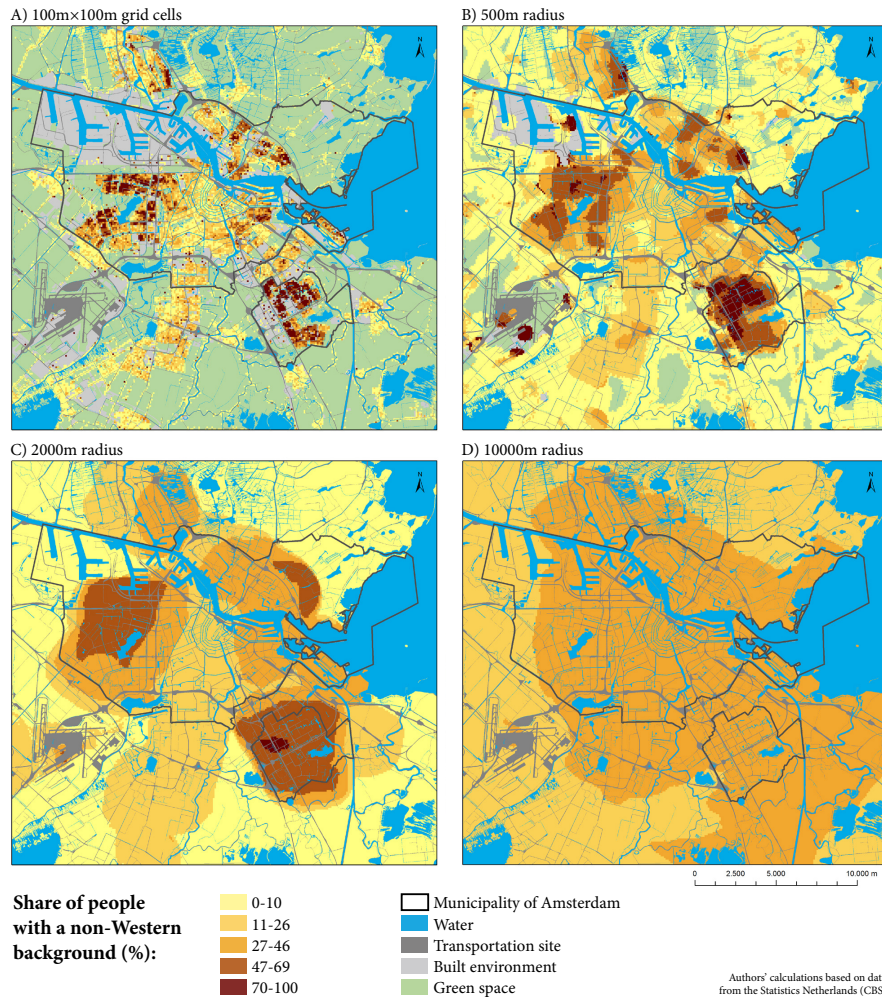 A) 100m×100m grid cells
B) 500m radius
N
N
C) 2000m radius
D) 10000m radius
N
N
0 2.500 5.000 10.000 m
Share of people
with a non-Western
background (%):
0-10
11-26
27-46
47-69
70-100
Municipality of Amsterdam
Water
Transportation site
Built environment
Green space
Authors' calculations based on dat
from the Statistics Netherlands (CBS